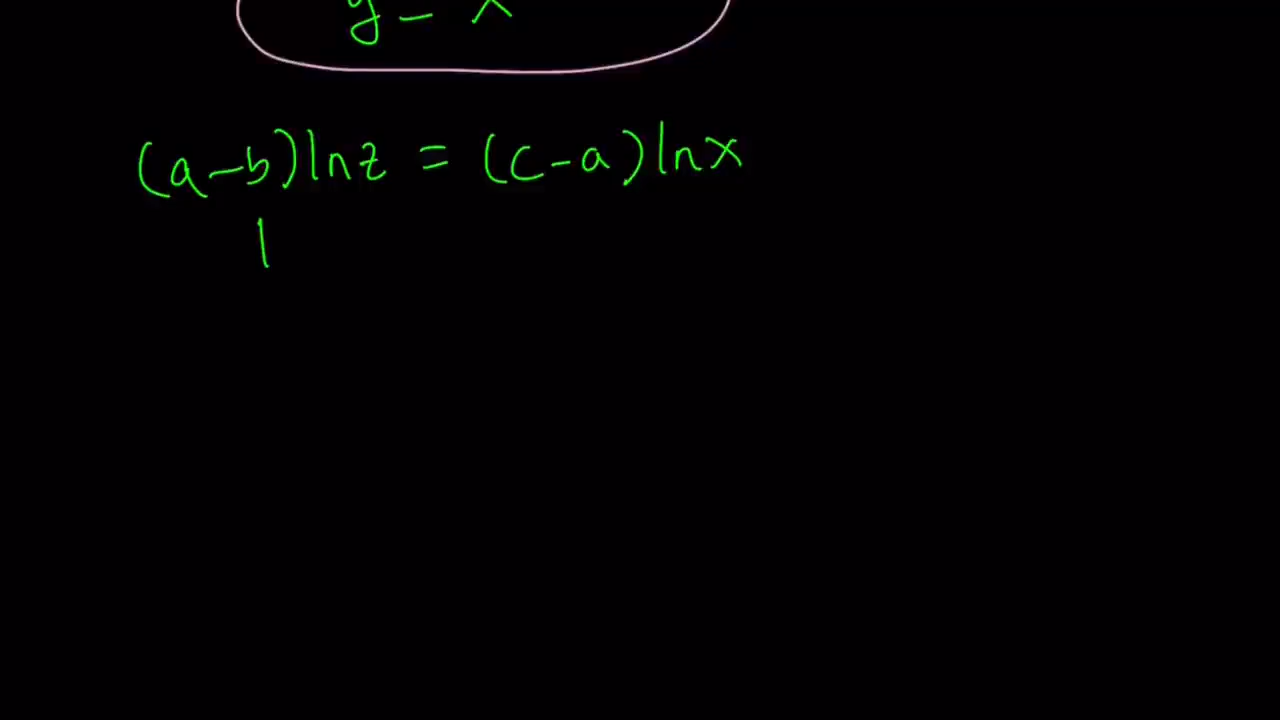 y = x
(a-b)lnz = (c-a)lnx
l